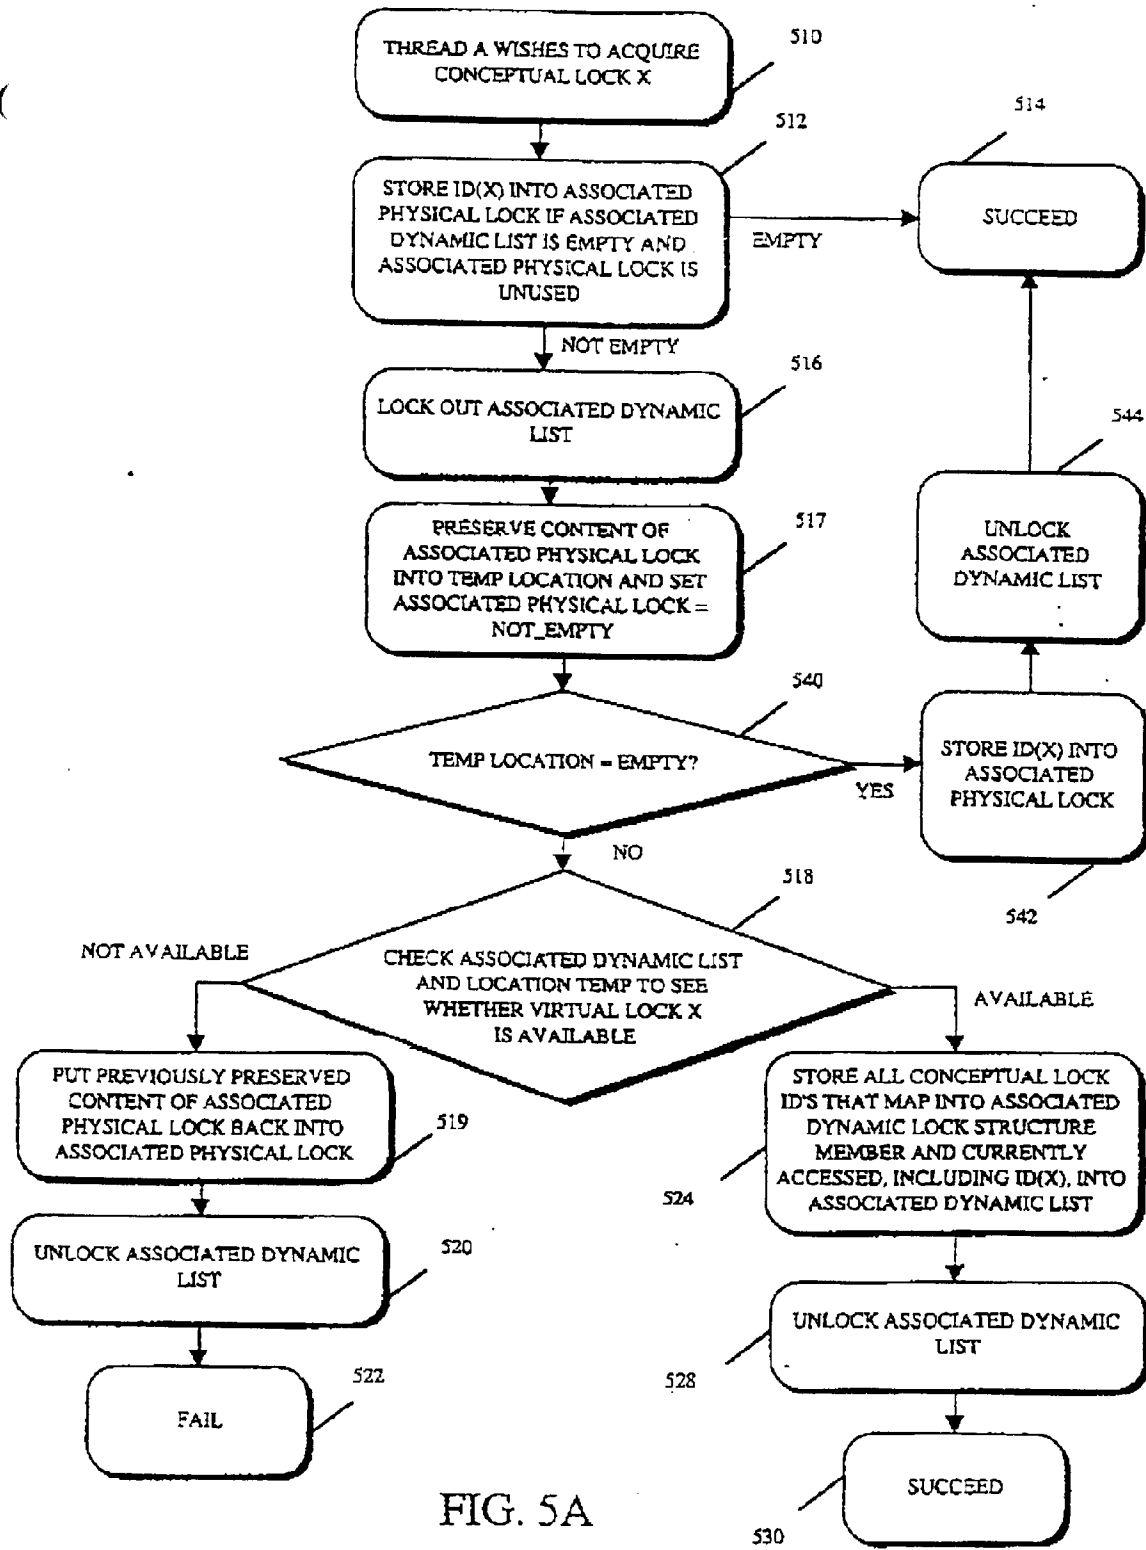 THREAD A WISHES TO ACQUIRE
CONCEPTUAL LOCK X
510
512
514
STORE ID(X) INTO ASSOCIATED
PHYSICAL LOCK IF ASSOCIATED
DYNAMIC LIST IS EMPTY AND
ASSOCIATED PHYSICAL LOCK IS
UNUSED
EMPTY
SUCCEED
NOT EMPTY
516
LOCK OUT ASSOCIATED DYNAMIC
LIST
544
517
PRESERVE CONTENT OF
ASSOCIATED PHYSICAL LOCK
INTO TEMP LOCATION AND SET
ASSOCIATED PHYSICAL LOCK =
NOT_EMPTY
UNLOCK
ASSOCIATED
DYNAMIC LIST
540
TEMP LOCATION = EMPTY?
YES
STORE ID(X) INTO
ASSOCIATED
PHYSICAL LOCK
NO
518
542
NOT AVAILABLE
CHECK ASSOCIATED DYNAMIC LIST
AND LOCATION TEMP TO SEE
WHETHER VIRTUAL LOCK X
IS AVAILABLE
AVAILABLE
PUT PREVIOUSLY PRESERVED
CONTENT OF ASSOCIATED
PHYSICAL LOCK BACK INTO
ASSOCIATED PHYSICAL LOCK
519
STORE ALL CONCEPTUAL LOCK
ID'S THAT MAP INTO ASSOCIATED
DYNAMIC LOCK STRUCTURE
MEMBER AND CURRENTLY
ACCESSED, INCLUDING ID(X), INTO
ASSOCIATED DYNAMIC LIST
524
UNLOCK ASSOCIATED DYNAMIC
LIST
520
UNLOCK ASSOCIATED DYNAMIC
LIST
528
FAIL
522
SUCCEED
530
FIG. 5A